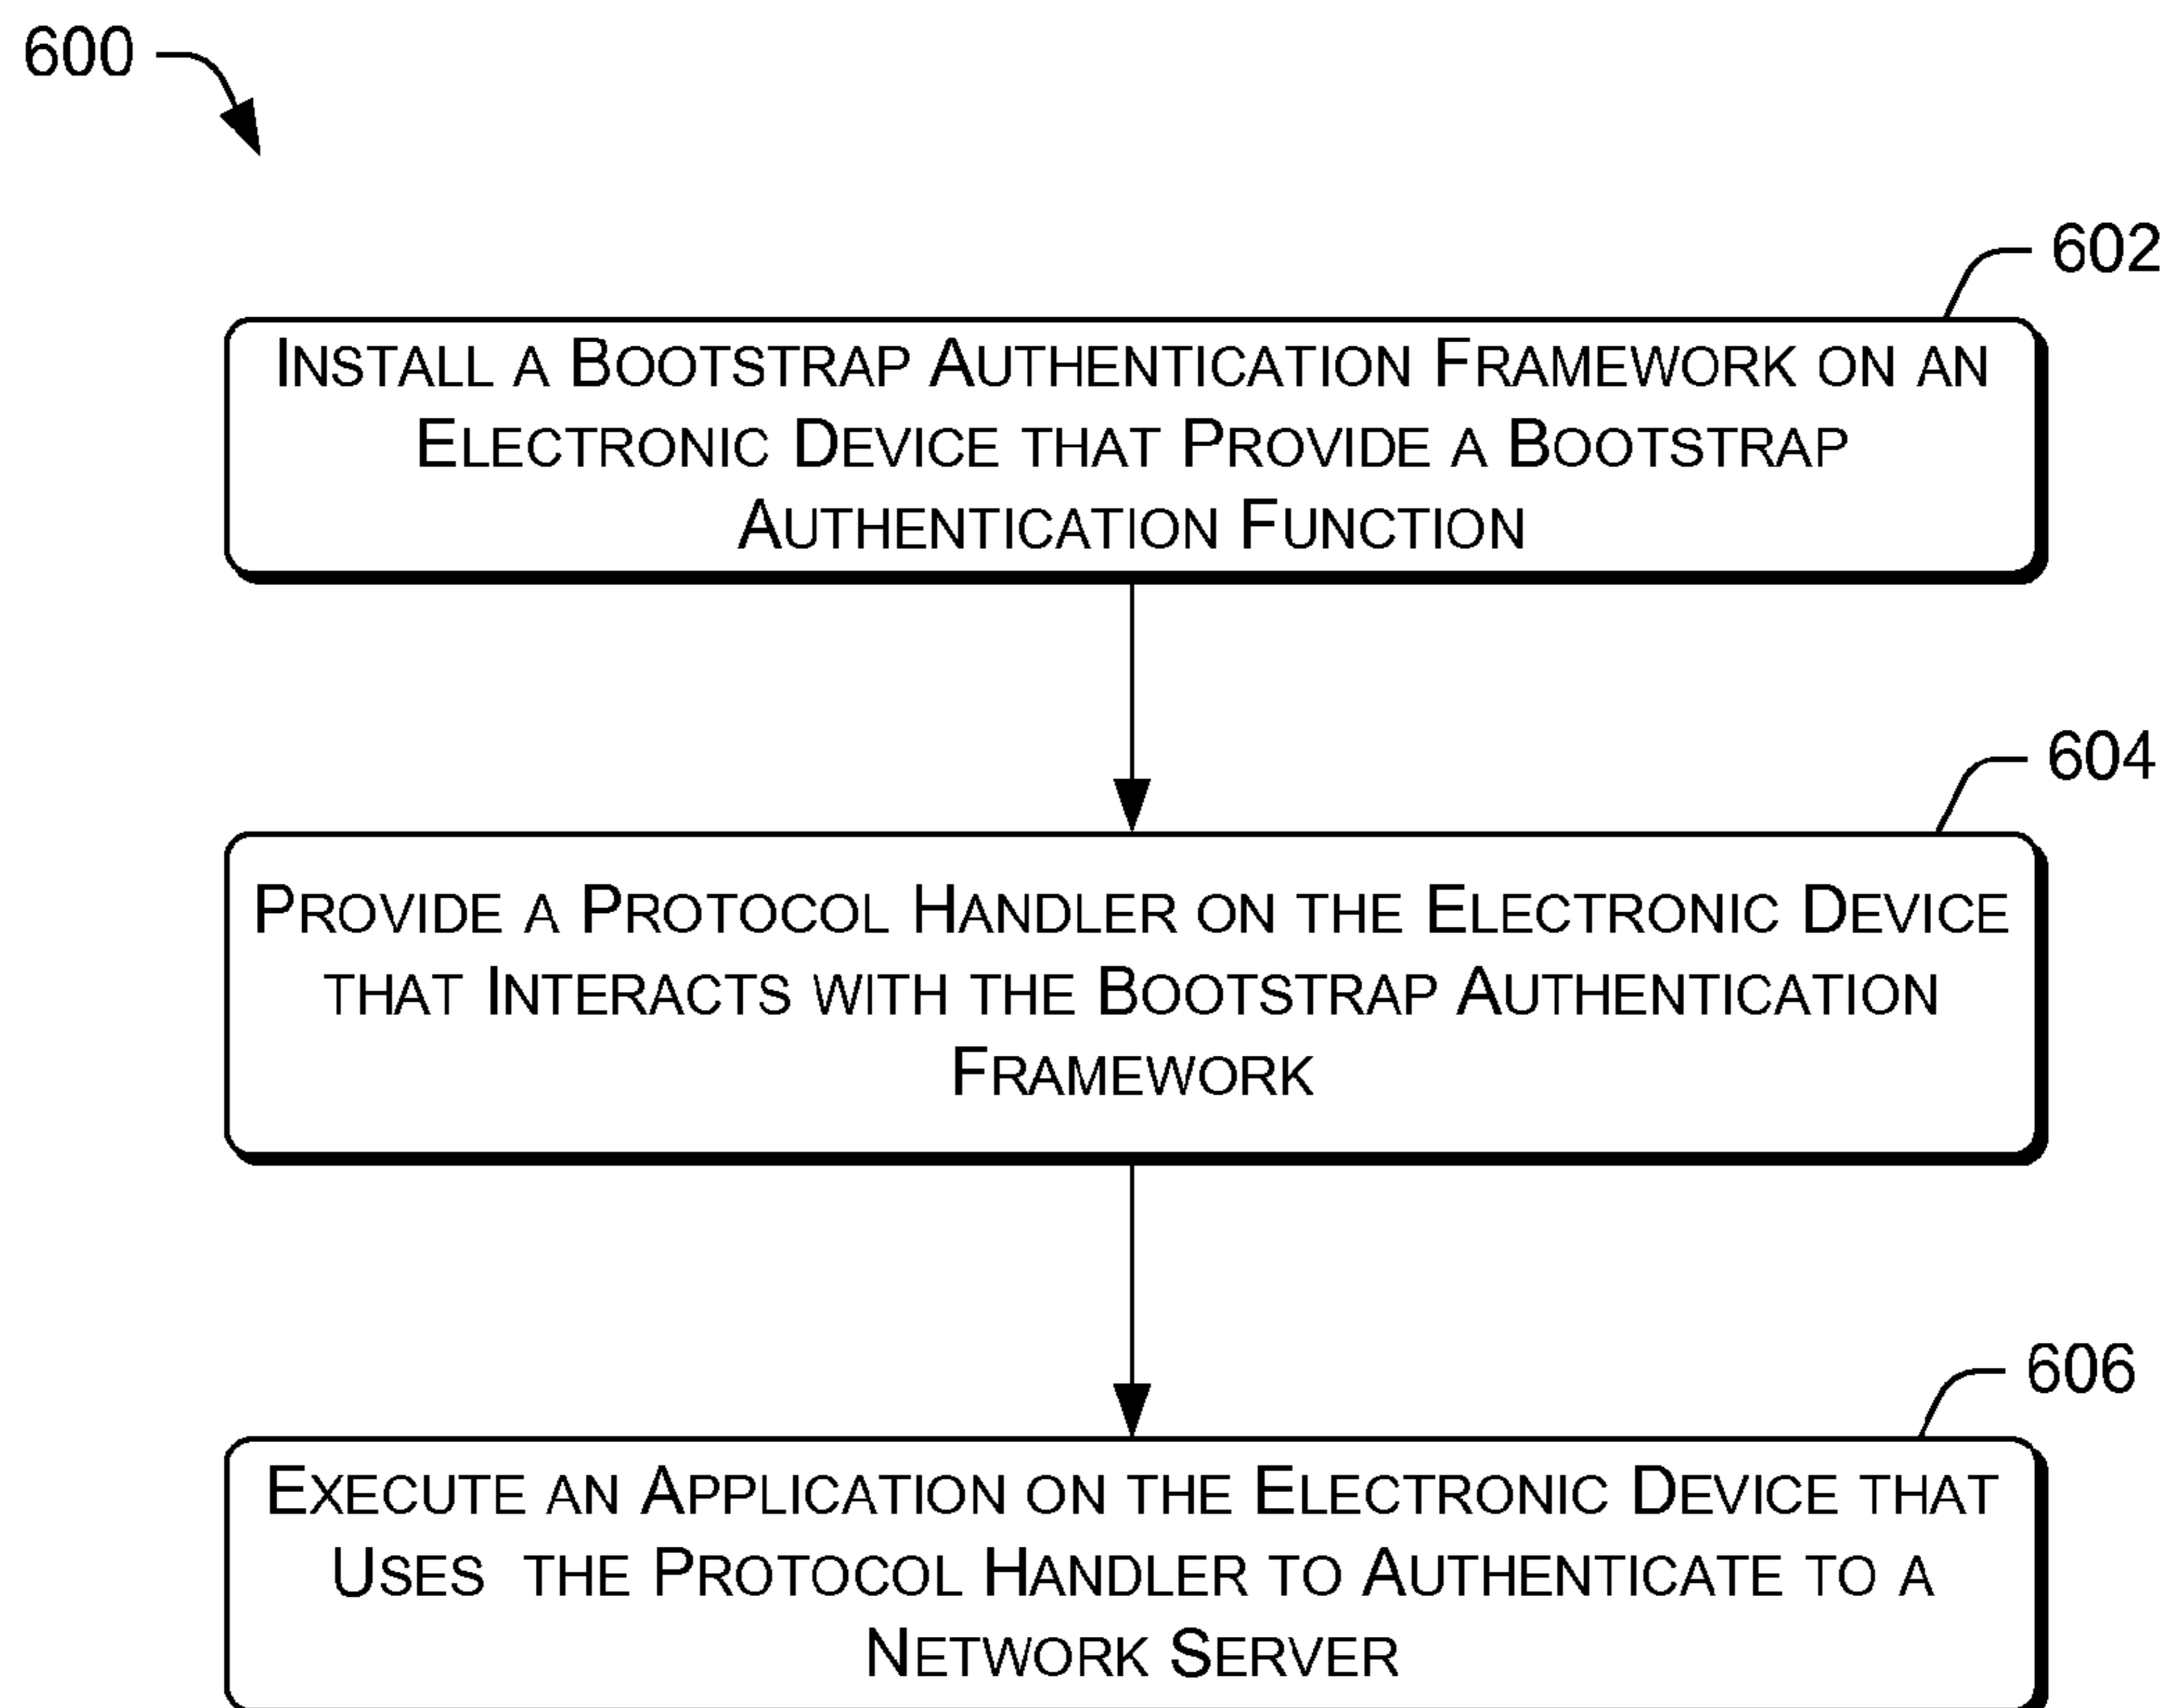 600
602
Install a Bootstrap Authentication Framework on an
Electronic Device that Provide a Bootstrap
Authentication Function
604
Provide a Protocol Handler on the Electronic Device
that Interacts with the Bootstrap Authentication
Framework
606
Execute an Application on the Electronic Device that
Uses the Protocol Handler to Authenticate to a
Network Server